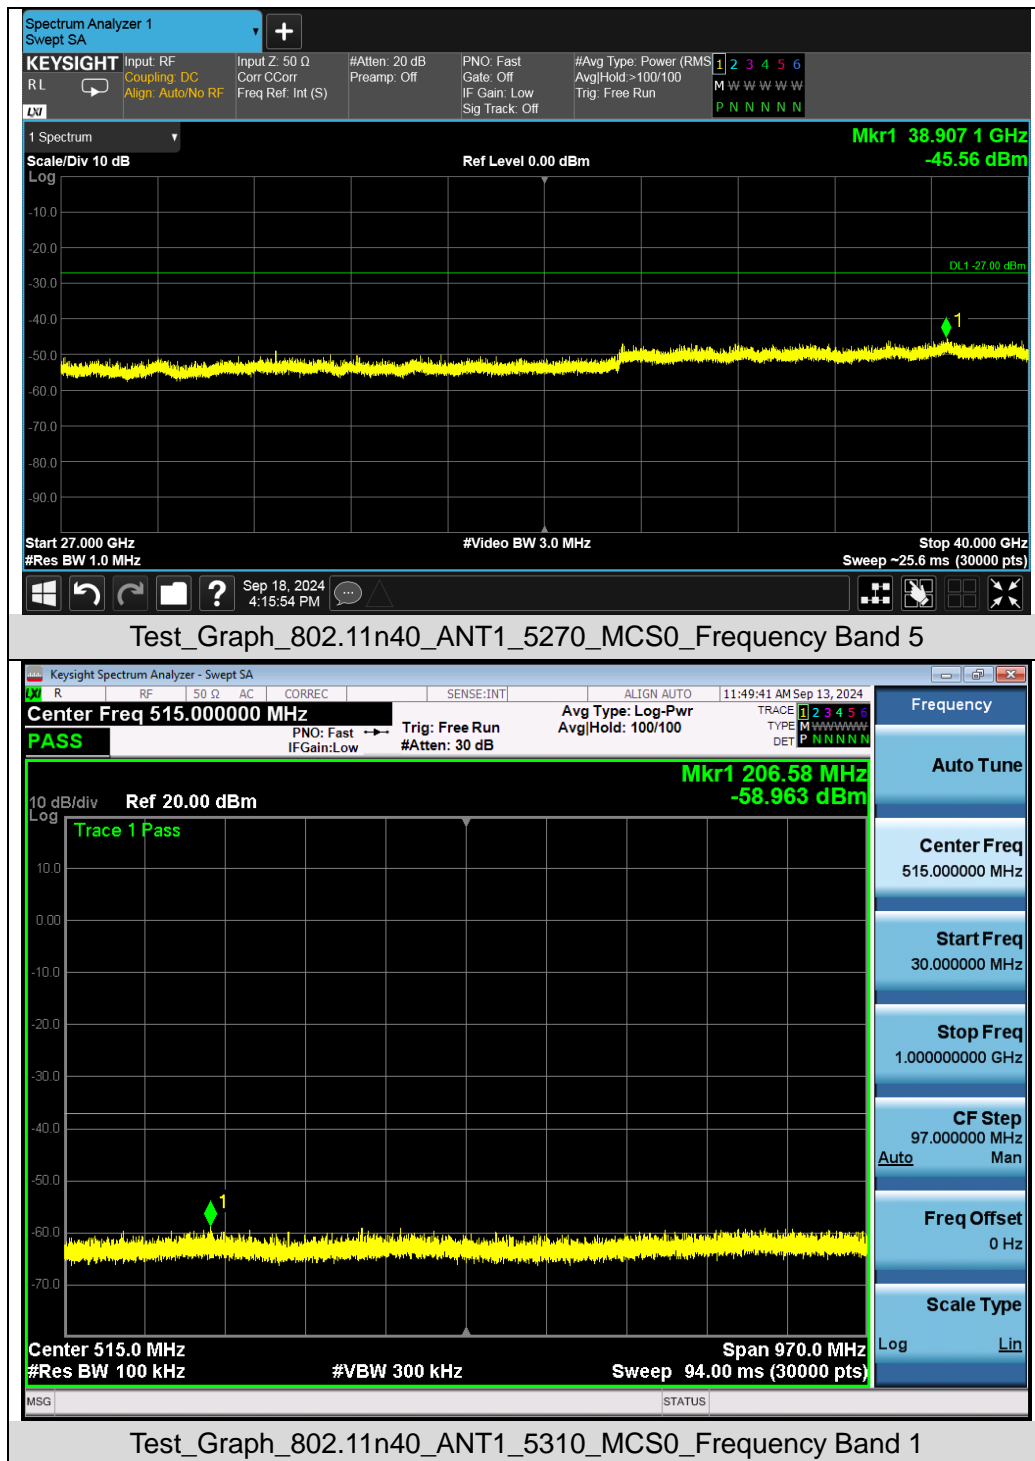 Spectrum Analyzer 1
Swept SA
KEYSIGHT
RL
LXI
Input: RF
Coupling: DC
Align: Auto/No RF
Input Z: 50 Ω
Corr CCorr
Freq Ref: Int (S)
#Atten: 20 dB
Preamp: Off
PNO: Fast
Gate: Off
IF Gain: Low
Sig Track: Off
#Avg Type: Power (RMS
Avg|Hold:>100/100
Trig: Free Run
1 2 3 4 5 6
M W W W W W
P N N N N N
1 Spectrum
Mkr1 38.907 1 GHz
Scale/Div 10 dB
Ref Level 0.00 dBm
-45.56 dBm
Log
-10.0
-20.0
DL1 -27.00 dBm
-30.0
-40.0
1
-50.0
-60.0
-70.0
-80.0
-90.0
Start 27.000 GHz
#Video BW 3.0 MHz
Stop 40.000 GHz
#Res BW 1.0 MHz
Sweep ~25.6 ms (30000 pts)
?
Sep 18, 2024
4:15:54 PM
Test_Graph_802.11n40_ANT1_5270_MCS0_Frequency Band 5
Keysight Spectrum Analyzer - Swept SA
LXI R RF 50 Ω AC CORREC SENSE:INT ALIGN AUTO 11:49:41 AM Sep 13, 2024
Center Freq 515.000000 MHz
PASS
PNO: Fast
IFGain:Low
Trig: Free Run
#Atten: 30 dB
Avg Type: Log-Pwr
Avg|Hold: 100/100
TRACE 1 2 3 4 5 6
TYPE M WWWWW
DET P N N N N N
Frequency
Auto Tune
Center Freq
515.000000 MHz
Start Freq
30.000000 MHz
Stop Freq
1.000000000 GHz
CF Step
97.000000 MHz
Auto Man
Freq Offset
0 Hz
Scale Type
Log Lin
Mkr1 206.58 MHz
-58.963 dBm
10 dB/div Ref 20.00 dBm
Log
Trace 1 Pass
10.0
0.00
-10.0
-20.0
-30.0
-40.0
-50.0
1
-60.0
-70.0
Center 515.0 MHz
Span 970.0 MHz
#Res BW 100 kHz
#VBW 300 kHz
Sweep 94.00 ms (30000 pts)
MSG
STATUS
Test_Graph_802.11n40_ANT1_5310_MCS0_Frequency Band 1